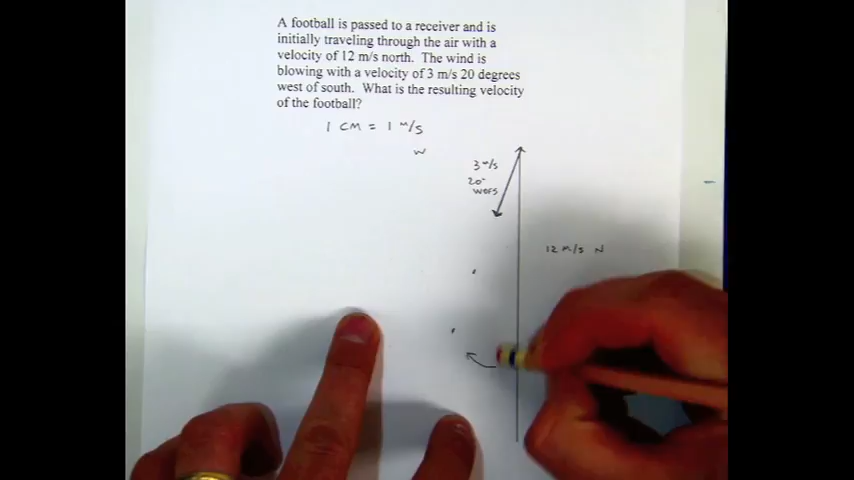 A football is passed to a receiver and is
initially traveling through the air with a
velocity of 12 m/s north. The wind is
blowing with a velocity of 3 m/s 20 degrees
west of south. What is the resulting velocity
of the football?
1 CM = 1 m/s
W
3 m/s
20°
W of S
12 m/s N